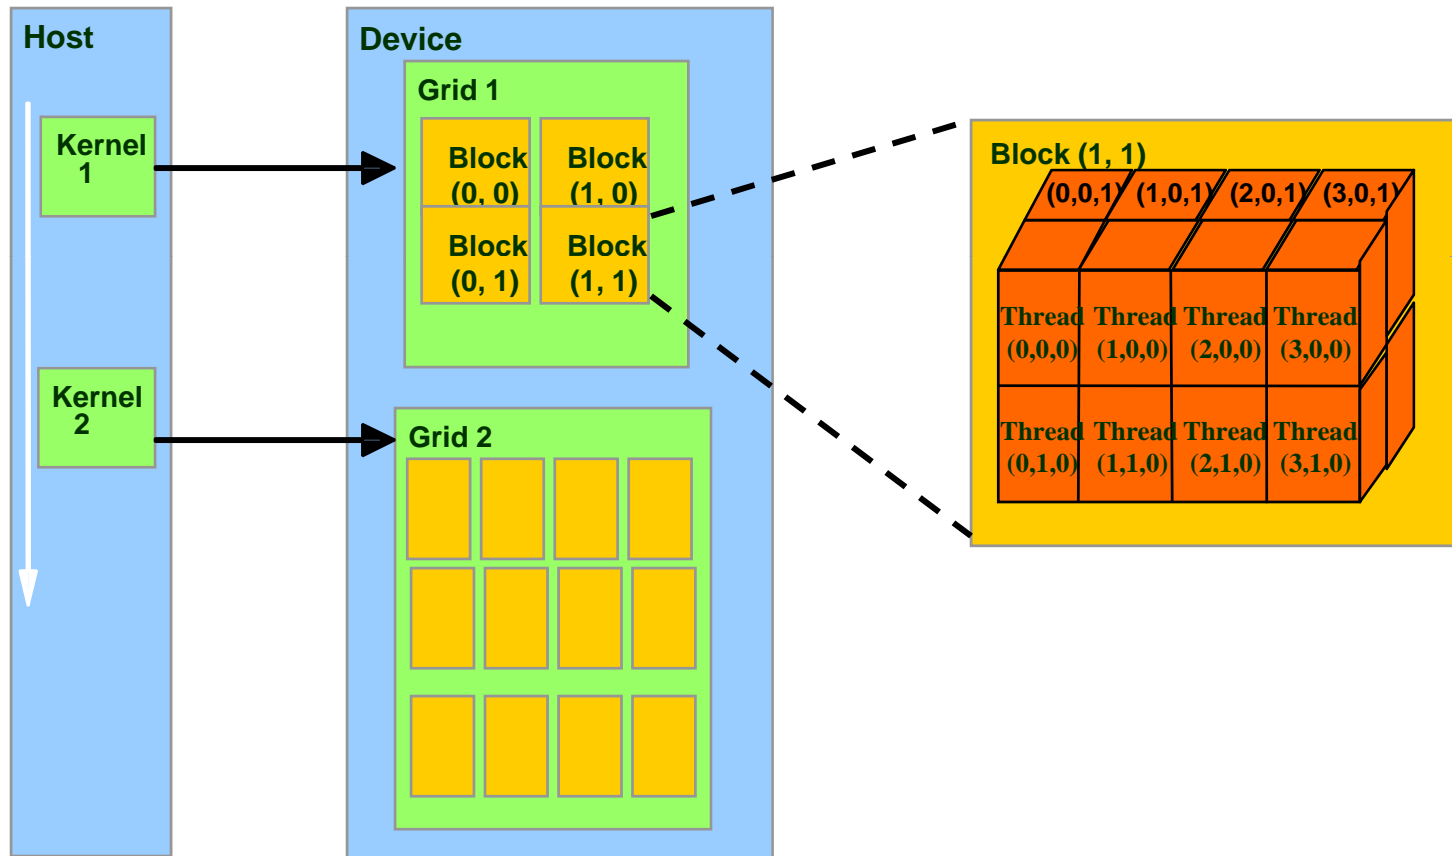 Host
Kernel
1
Kernel
2
Device
Grid 1
Block
(0, 0)
Block
(1, 0)
Block
(0, 1)
Block
(1, 1)
Grid 2
Block (1, 1)
(0,0,1) (1,0,1) (2,0,1) (3,0,1)
Thread Thread Thread Thread
(0,0,0) (1,0,0) (2,0,0) (3,0,0)
Thread Thread Thread Thread
(0,1,0) (1,1,0) (2,1,0) (3,1,0)